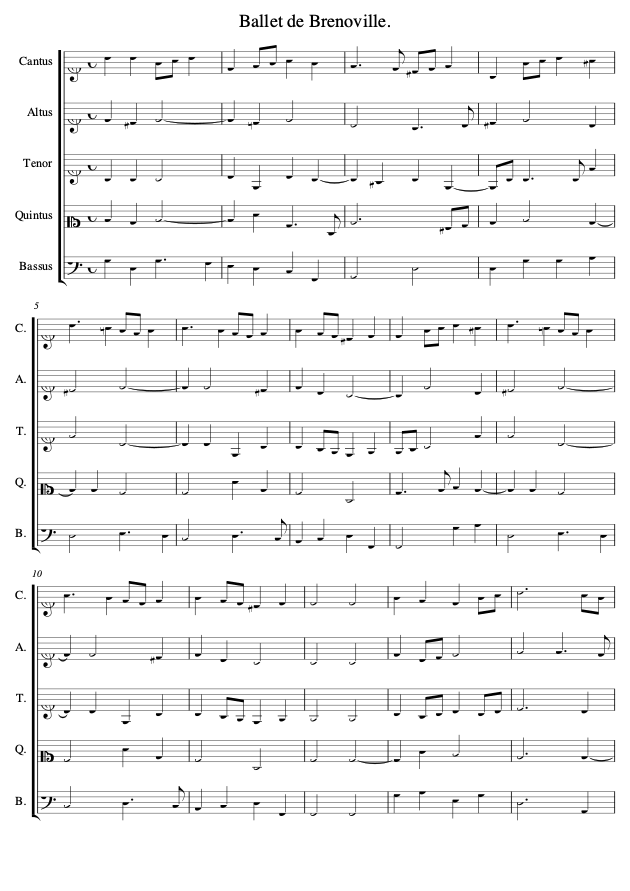 Ballet de Brenoville.
Cantus
Altus
Tenor
Quintus
Bassus
5
C.
A.
T.
Q.
B.
10
C.
A.
T.
Q.
B.